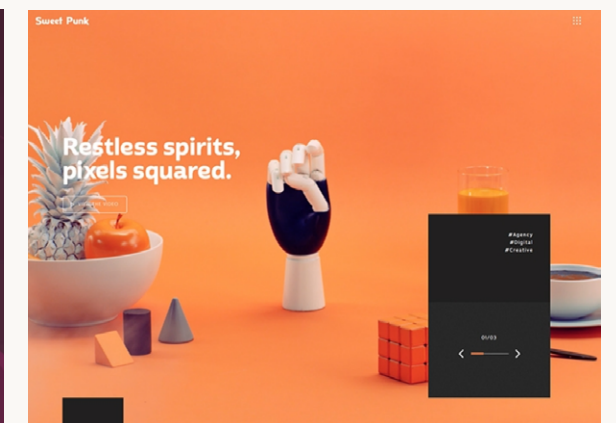 Sweet Punk
Restless spirits,
pixels squared.
#Agency
#Digital
#Creative
01/03